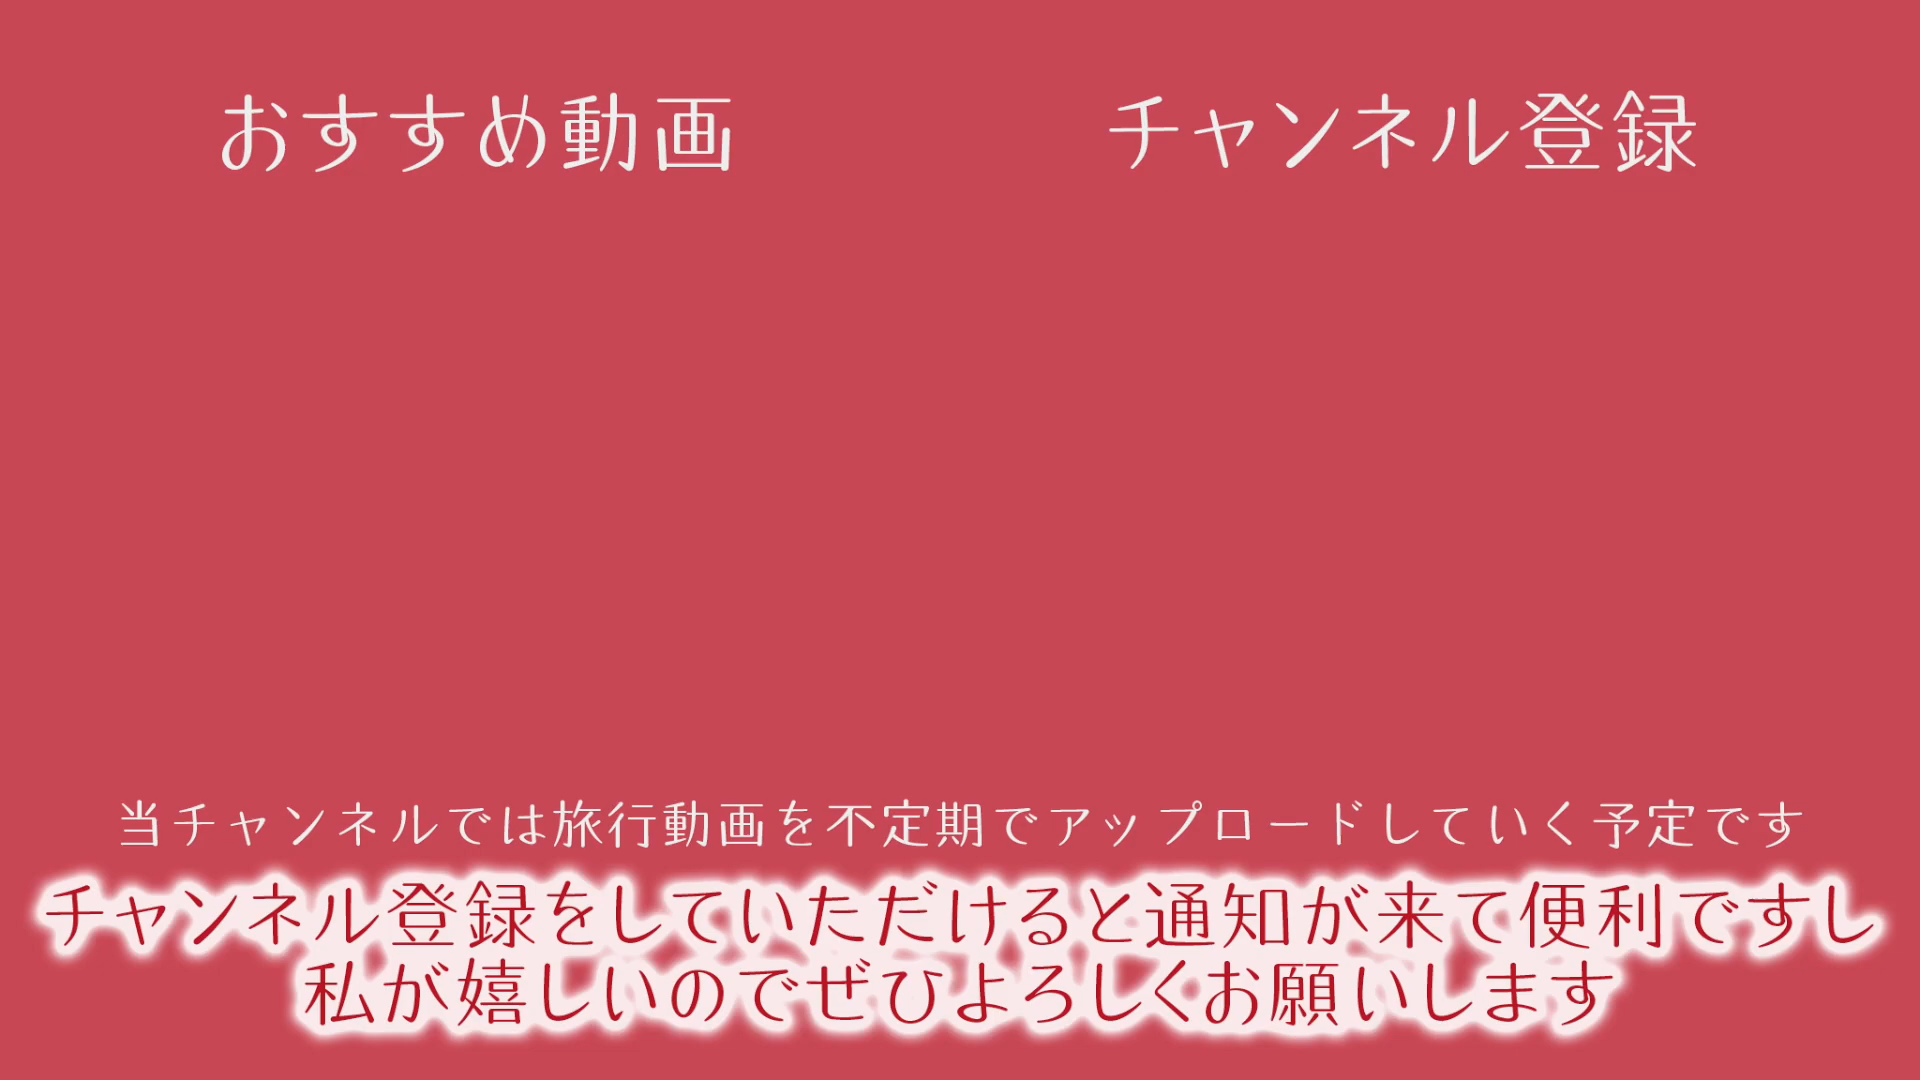 おすすめ動画
チャンネル登録
当チャンネルでは旅行動画を不定期でアップロードしていく予定です
チャンネル登録をしていただけると通知が来て便利ですし
私が嬉しいのでぜひよろしくお願いします